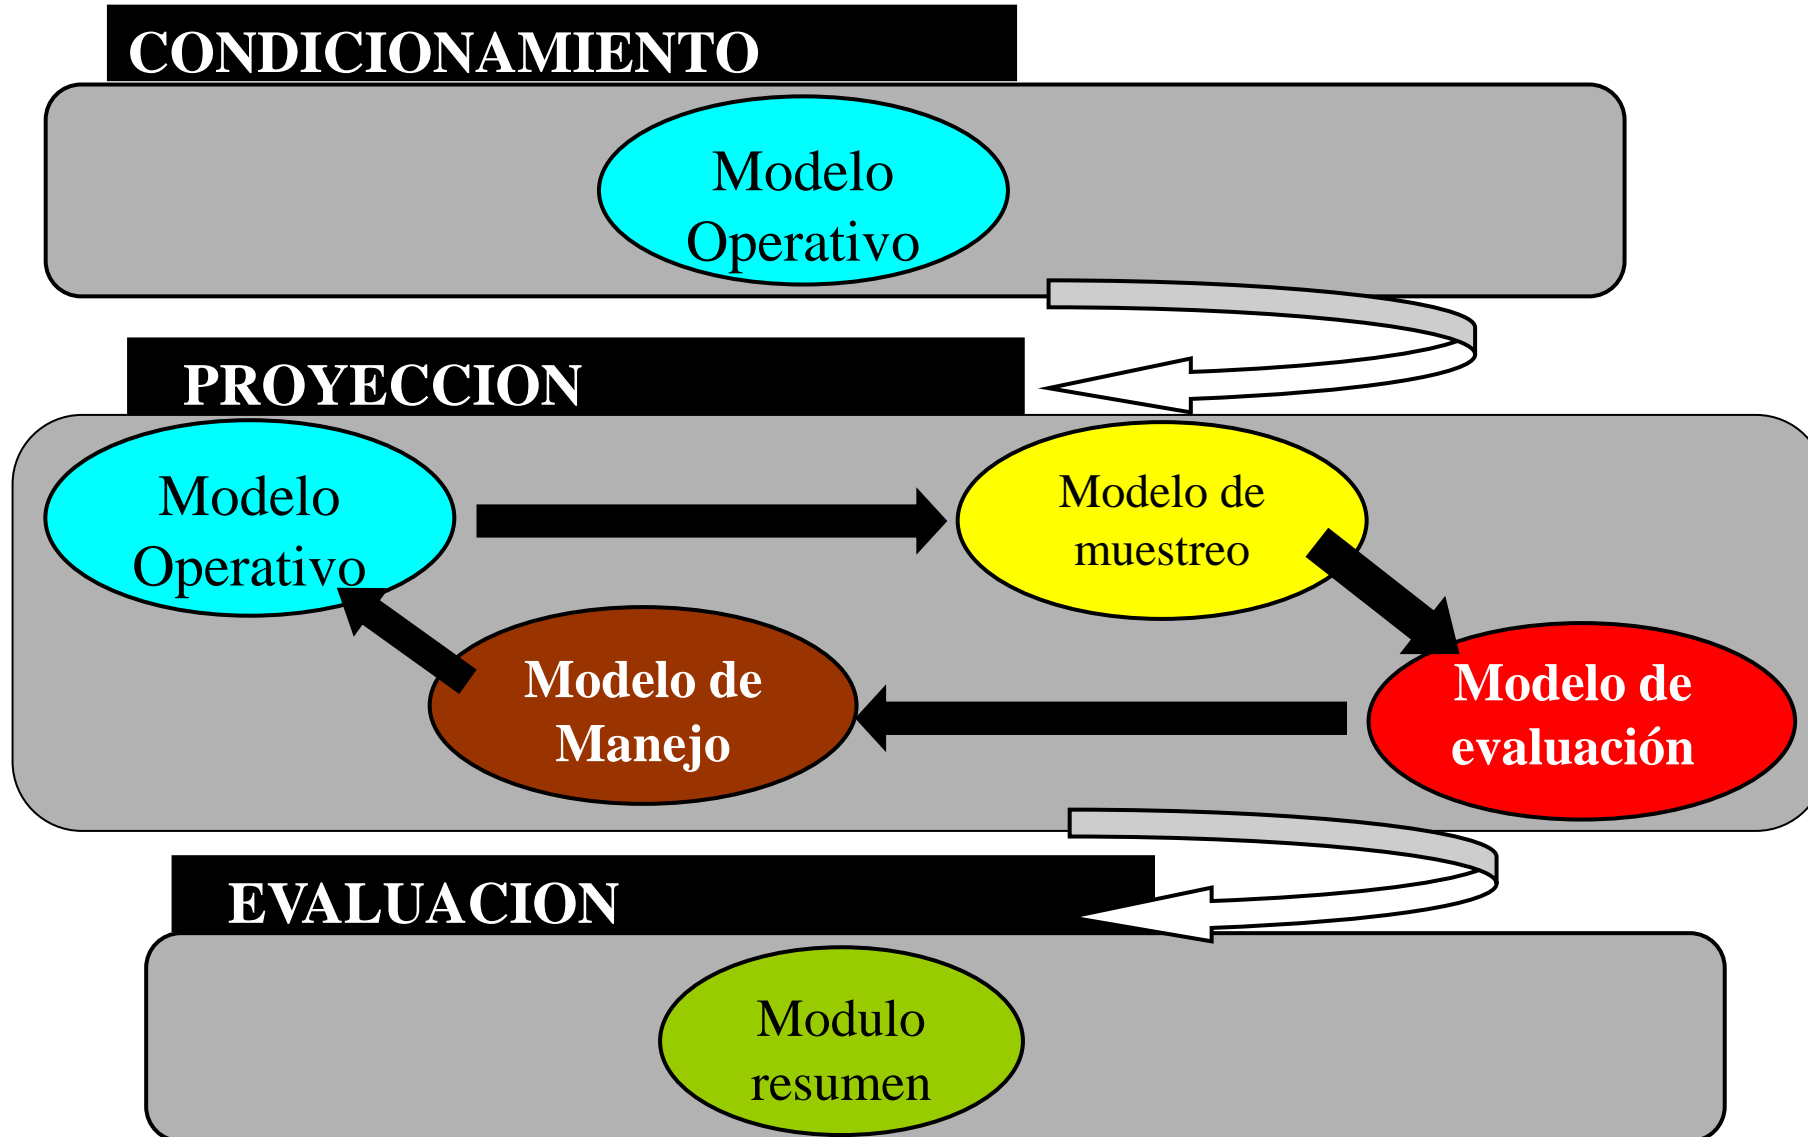 CONDICIONAMIENTO
Modelo
Operativo
PROYECCION
Modelo
Operativo
Modelo de
muestreo
Modelo de
Manejo
Modelo de
evaluación
EVALUACION
Modulo
resumen